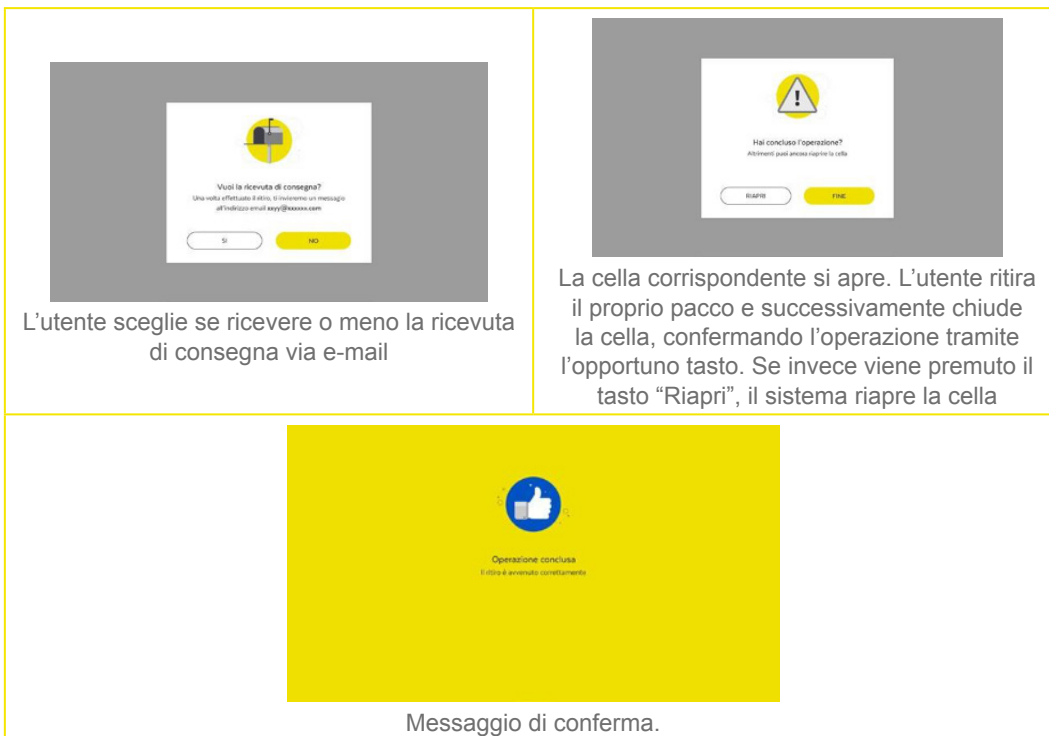 Vuoi la ricevuta di consegna?
Una volta effettuato il ritiro, ti invieremo un messaggio
all'indirizzo email xxyy@xxxxxx.com
SI
NO
L’utente sceglie se ricevere o meno la ricevuta
di consegna via e-mail
Hai concluso l'operazione?
Altrimenti puoi ancora riaprire la cella
RIAPRI
FINE
La cella corrispondente si apre. L’utente ritira
il proprio pacco e successivamente chiude
la cella, confermando l’operazione tramite
l’opportuno tasto. Se invece viene premuto il
tasto “Riapri”, il sistema riapre la cella
Operazione conclusa
Il ritiro è avvenuto correttamente
Messaggio di conferma.